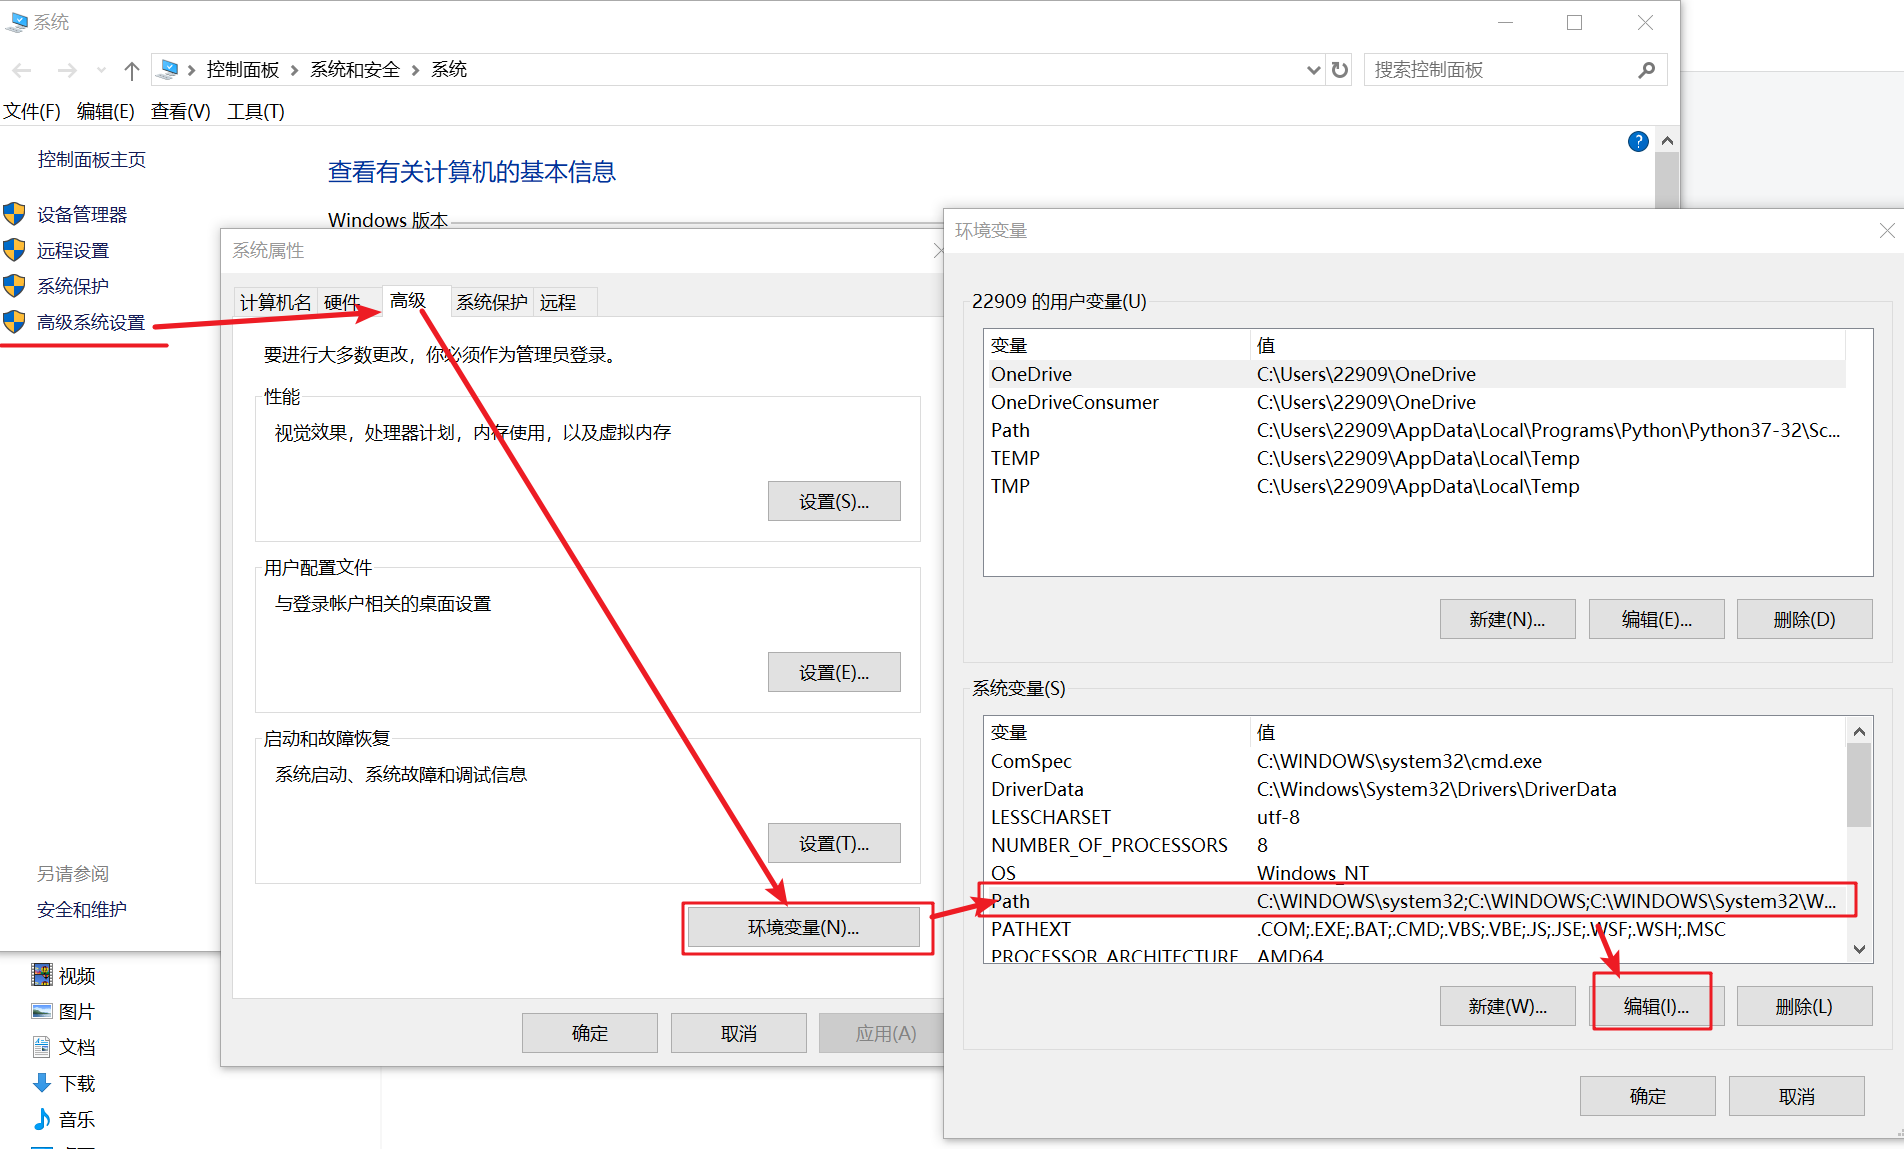 系统
控制面板 系统和安全 系统
搜索控制面板
文件(F) 编辑(E) 查看(V) 工具(T)
控制面板主页
设备管理器
远程设置
系统保护
高级系统设置
另请参阅
安全和维护
查看有关计算机的基本信息
Windows 版本
系统属性
计算机名 硬件 高级 系统保护 远程
要进行大多数更改，你必须作为管理员登录。
性能
视觉效果，处理器计划，内存使用，以及虚拟内存
设置(S)...
用户配置文件
与登录帐户相关的桌面设置
设置(E)...
启动和故障恢复
系统启动、系统故障和调试信息
设置(T)...
环境变量(N)...
确定 取消 应用(A)
环境变量
22909 的用户变量(U)
变量 值
OneDrive C:\Users\22909\OneDrive
OneDriveConsumer C:\Users\22909\OneDrive
Path C:\Users\22909\AppData\Local\Programs\Python\Python37-32\Sc...
TEMP C:\Users\22909\AppData\Local\Temp
TMP C:\Users\22909\AppData\Local\Temp
新建(N)... 编辑(E)... 删除(D)
系统变量(S)
变量 值
ComSpec C:\WINDOWS\system32\cmd.exe
DriverData C:\Windows\System32\Drivers\DriverData
LESSCHARSET utf-8
NUMBER_OF_PROCESSORS 8
OS Windows_NT
Path C:\WINDOWS\system32;C:\WINDOWS;C:\WINDOWS\System32\W...
PATHEXT .COM;.EXE;.BAT;.CMD;.VBS;.VBE;.JS;.JSE;.WSF;.WSH;.MSC
PROCESSOR_ARCHITECTURE AMD64
新建(W)... 编辑(I)... 删除(L)
确定 取消
视频
图片
文档
下载
音乐